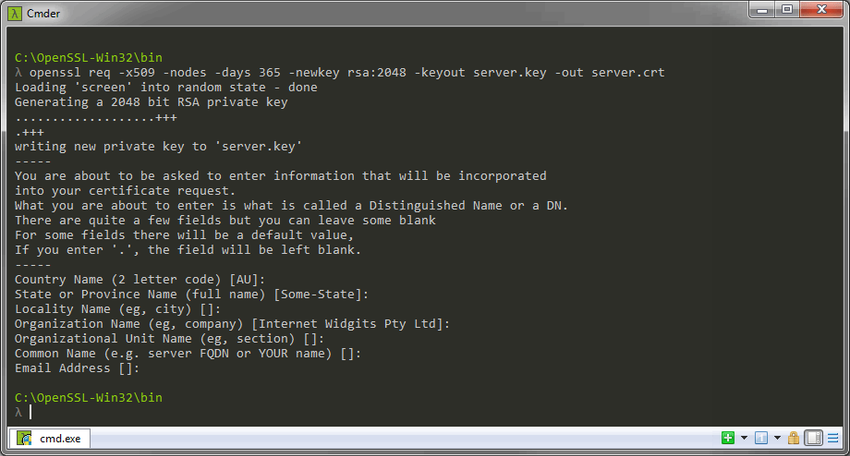 λ Cmder
C:\OpenSSL-Win32\bin
λ openssl req -x509 -nodes -days 365 -newkey rsa:2048 -keyout server.key -out server.crt
Loading 'screen' into random state - done
Generating a 2048 bit RSA private key
...................+++
.+++
writing new private key to 'server.key'
-----
You are about to be asked to enter information that will be incorporated
into your certificate request.
What you are about to enter is what is called a Distinguished Name or a DN.
There are quite a few fields but you can leave some blank
For some fields there will be a default value,
If you enter '.', the field will be left blank.
-----
Country Name (2 letter code) [AU]:
State or Province Name (full name) [Some-State]:
Locality Name (eg, city) []:
Organization Name (eg, company) [Internet Widgits Pty Ltd]:
Organizational Unit Name (eg, section) []:
Common Name (e.g. server FQDN or YOUR name) []:
Email Address []:
C:\OpenSSL-Win32\bin
λ
cmd.exe